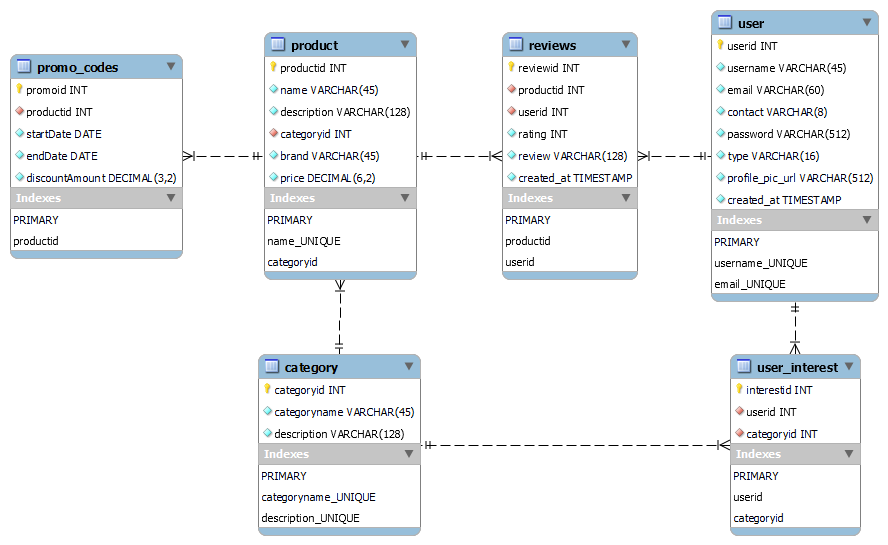 promo_codes
promoid INT
productid INT
startDate DATE
endDate DATE
discountAmount DECIMAL(3,2)
Indexes
PRIMARY
productid
product
productid INT
name VARCHAR(45)
description VARCHAR(128)
categoryid INT
brand VARCHAR(45)
price DECIMAL(6,2)
Indexes
PRIMARY
name_UNIQUE
categoryid
reviews
reviewid INT
productid INT
userid INT
rating INT
review VARCHAR(128)
created_at TIMESTAMP
Indexes
PRIMARY
productid
userid
user
userid INT
username VARCHAR(45)
email VARCHAR(60)
contact VARCHAR(8)
password VARCHAR(512)
type VARCHAR(16)
profile_pic_url VARCHAR(512)
created_at TIMESTAMP
Indexes
PRIMARY
username_UNIQUE
email_UNIQUE
category
categoryid INT
categoryname VARCHAR(45)
description VARCHAR(128)
Indexes
PRIMARY
categoryname_UNIQUE
description_UNIQUE
user_interest
interestid INT
userid INT
categoryid INT
Indexes
PRIMARY
userid
categoryid